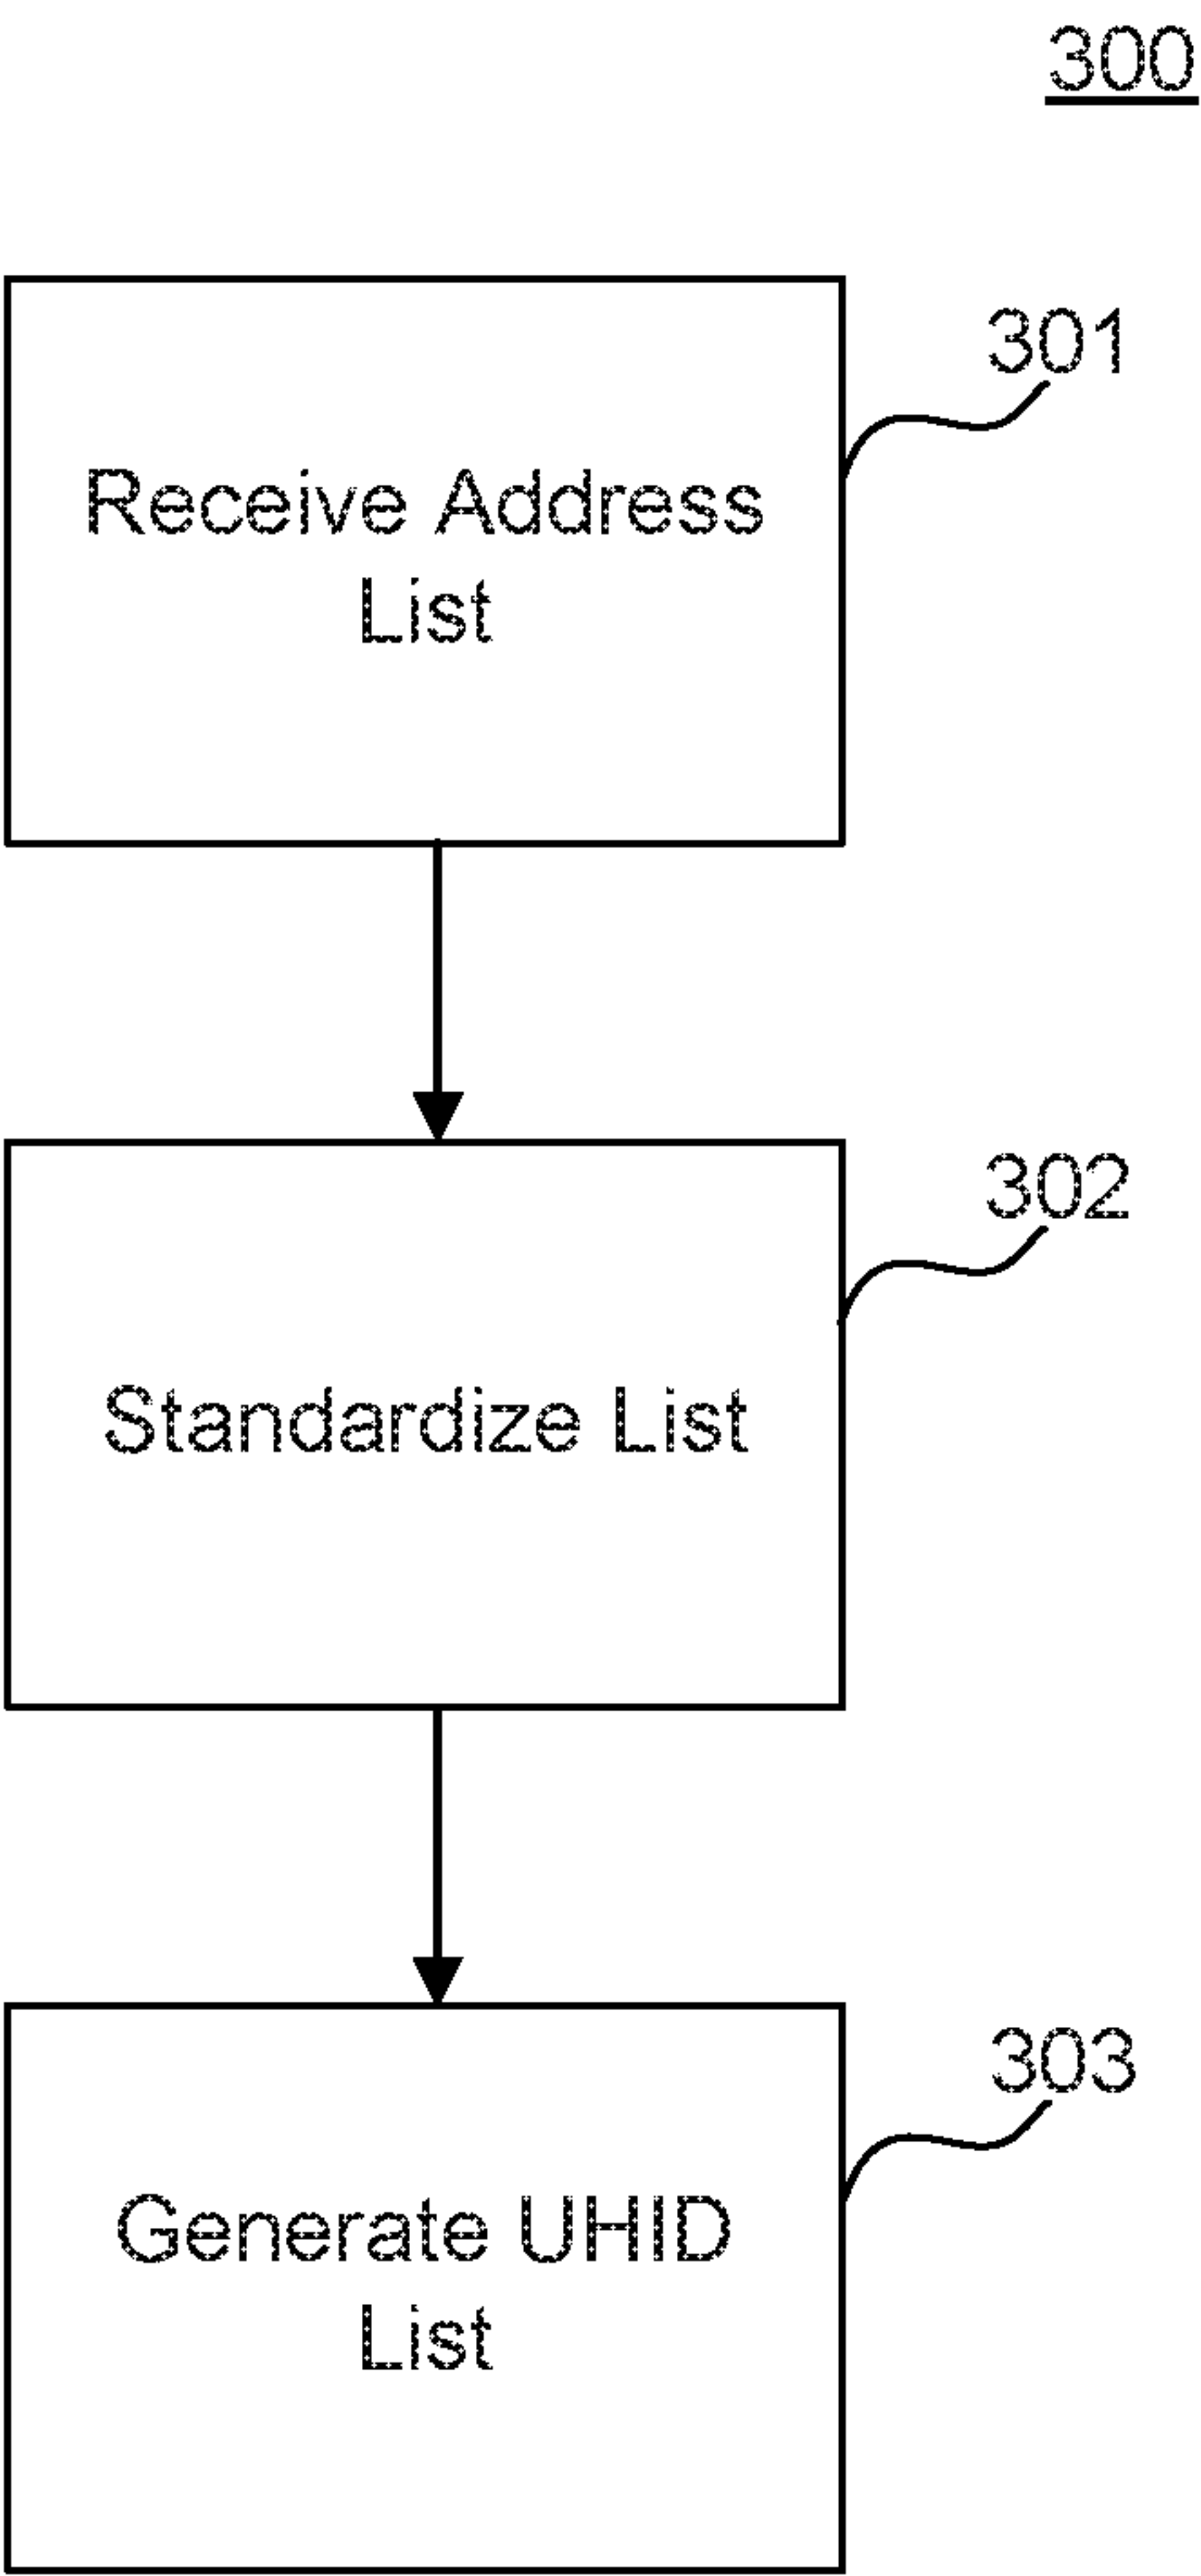 300
301
Receive Address
List
302
Standardize List
303
Generate UHID
List